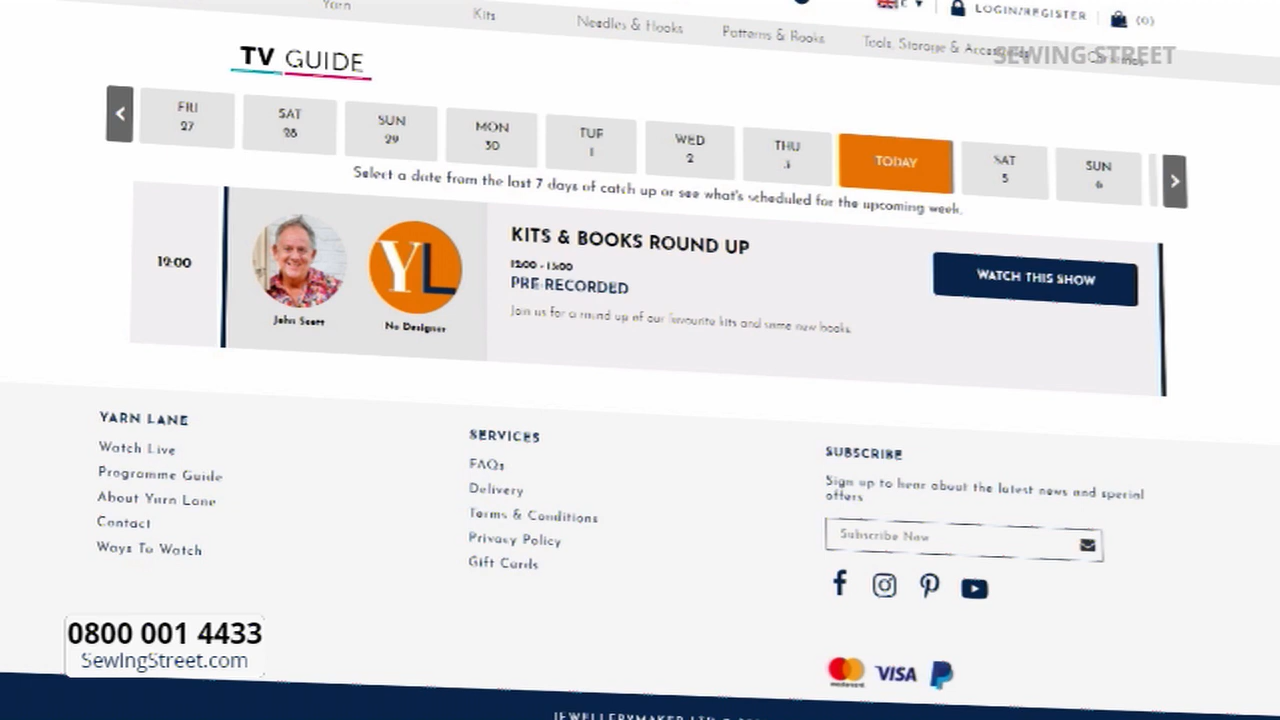 £
LOGIN/REGISTER
(0)
Yarn
Kits
Needles & Hooks
Patterns & Books
Tools, Storage & Accessories
SEWING STREET
TV GUIDE
FRI
27
SAT
28
SUN
29
MON
30
TUE
1
WED
2
THU
3
TODAY
SAT
5
SUN
6
Select a date from the last 7 days of catch up or see what's scheduled for the upcoming week.
12:00
John Scott
YL
No Designer
KITS & BOOKS ROUND UP
12:00 - 13:00
PRE-RECORDED
Join us for a round up of our favourite kits and some new books.
WATCH THIS SHOW
YARN LANE
Watch Live
Programme Guide
About Yarn Lane
Contact
Ways To Watch
SERVICES
FAQs
Delivery
Terms & Conditions
Privacy Policy
Gift Cards
SUBSCRIBE
Sign up to hear about the latest news and special
offers
Subscribe Now
mastercard
VISA
0800 001 4433
SewingStreet.com
JEWELLERYMAKER LTD